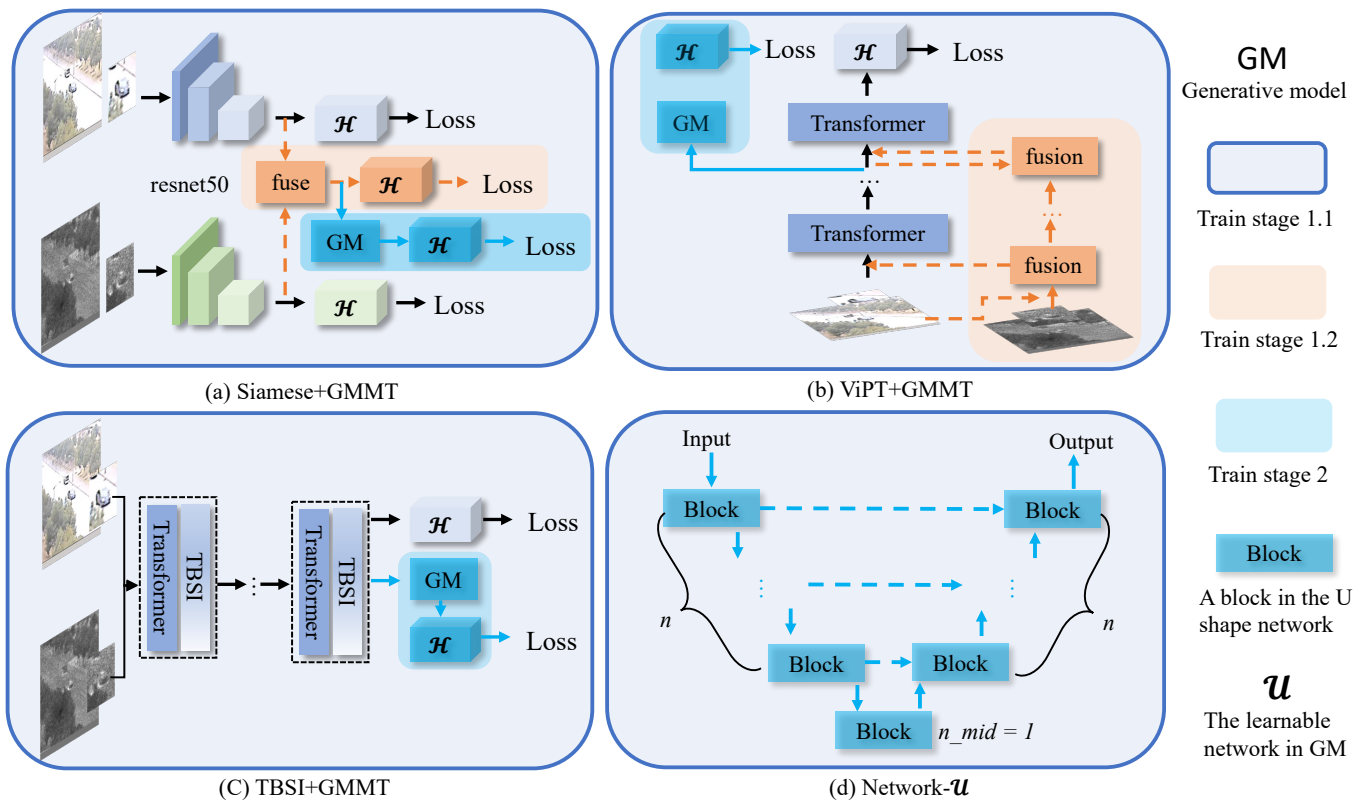 ℋ
Loss
resnet50
fuse
ℋ
Loss
GM
ℋ
Loss
ℋ
Loss
(a) Siamese+GMMT
ℋ
Loss
ℋ
Loss
GM
Transformer
fusion
...
...
Transformer
fusion
(b) ViPT+GMMT
GM
Generative model
Train stage 1.1
Train stage 1.2
Train stage 2
Block
A block in the U
shape network
𝓤
The learnable
network in GM
Transformer
TBSI
...
Transformer
TBSI
ℋ
Loss
GM
ℋ
Loss
(C) TBSI+GMMT
Input
Output
Block
Block
...
...
n
n
Block
Block
Block
n_mid = 1
(d) Network-𝓤